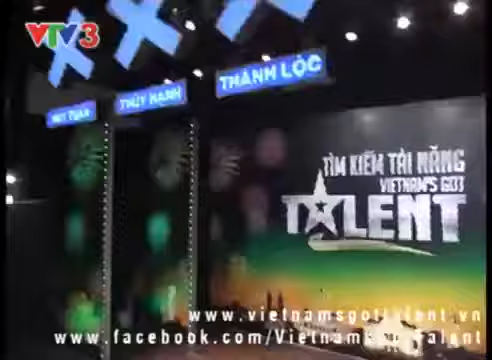 VTV3
HUY TUẤN
THÚY HẠNH
THÀNH LỘC
TÌM KIẾM TÀI NĂNG
VIETNAM'S GOT
TALENT
www.vietnamsgottalent.vn
www.facebook.com/VietnamsGotTalent